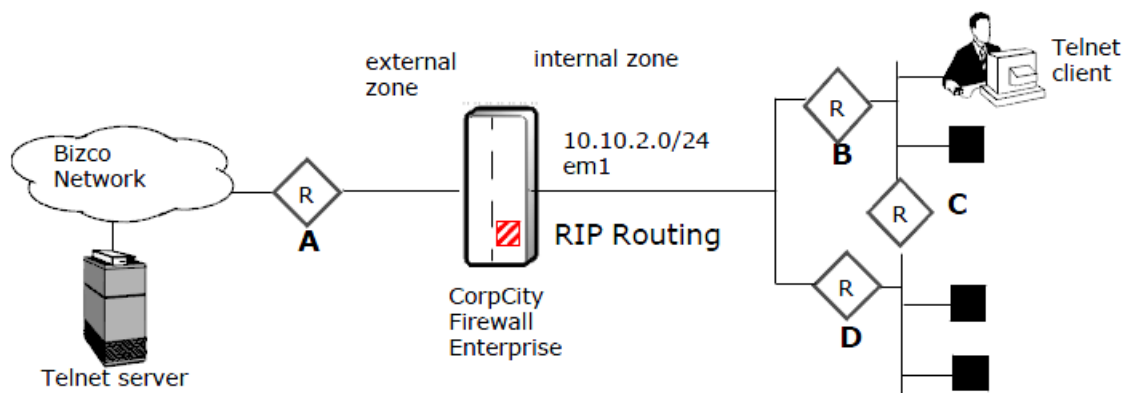 external
zone
internal zone
Telnet
client
Bizco
Network
10.10.2.0/24
em1
R
A
R
B
R
C
RIP Routing
R
D
CorpCity
Firewall
Enterprise
Telnet server